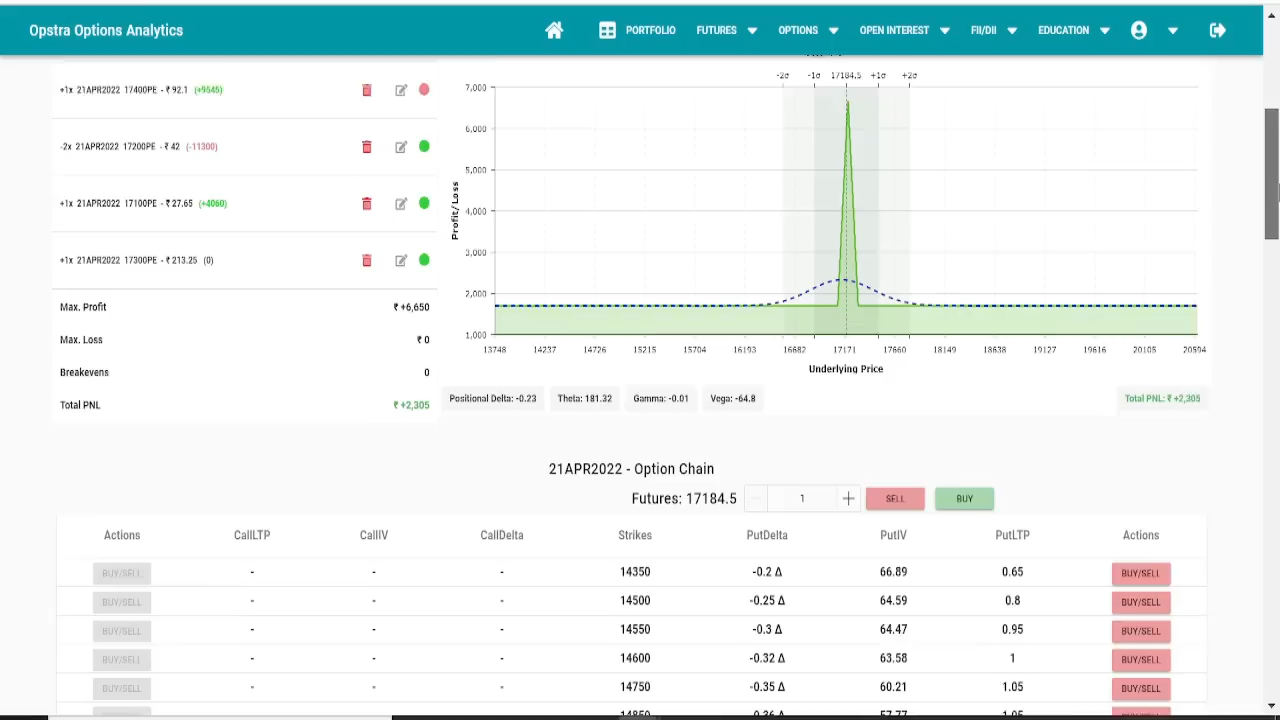 Opstra Options Analytics
PORTFOLIO FUTURES OPTIONS OPEN INTEREST FII/DII EDUCATION
+1x 21APR2022 17400PE - ₹ 92.1 (+9545)
-2x 21APR2022 17200PE - ₹ 42 (-11300)
+1x 21APR2022 17100PE - ₹ 27.65 (+4060)
+1x 21APR2022 17300PE - ₹ 213.25 (0)
Max. Profit ₹ +6,650
Max. Loss ₹ 0
Breakevens 0
Total PNL ₹ +2,305
-2σ -1σ 17184.5 +1σ +2σ
7,000
6,000
5,000
4,000
3,000
2,000
1,000
Profit/Loss
13748 14237 14726 15215 15704 16193 16682 17171 17660 18149 18638 19127 19616 20105 20594
Underlying Price
Positional Delta: -0.23 Theta: 181.32 Gamma: -0.01 Vega: -64.8 Total PNL: ₹ +2,305
21APR2022 - Option Chain
Futures: 17184.5 1 SELL BUY
Actions CallLTP CallIV CallDelta Strikes PutDelta PutIV PutLTP Actions
BUY/SELL - - - 14350 -0.2 Δ 66.89 0.65 BUY/SELL
BUY/SELL - - - 14500 -0.25 Δ 64.59 0.8 BUY/SELL
BUY/SELL - - - 14550 -0.3 Δ 64.47 0.95 BUY/SELL
BUY/SELL - - - 14600 -0.32 Δ 63.58 1 BUY/SELL
BUY/SELL - - - 14750 -0.35 Δ 60.21 1.05 BUY/SELL